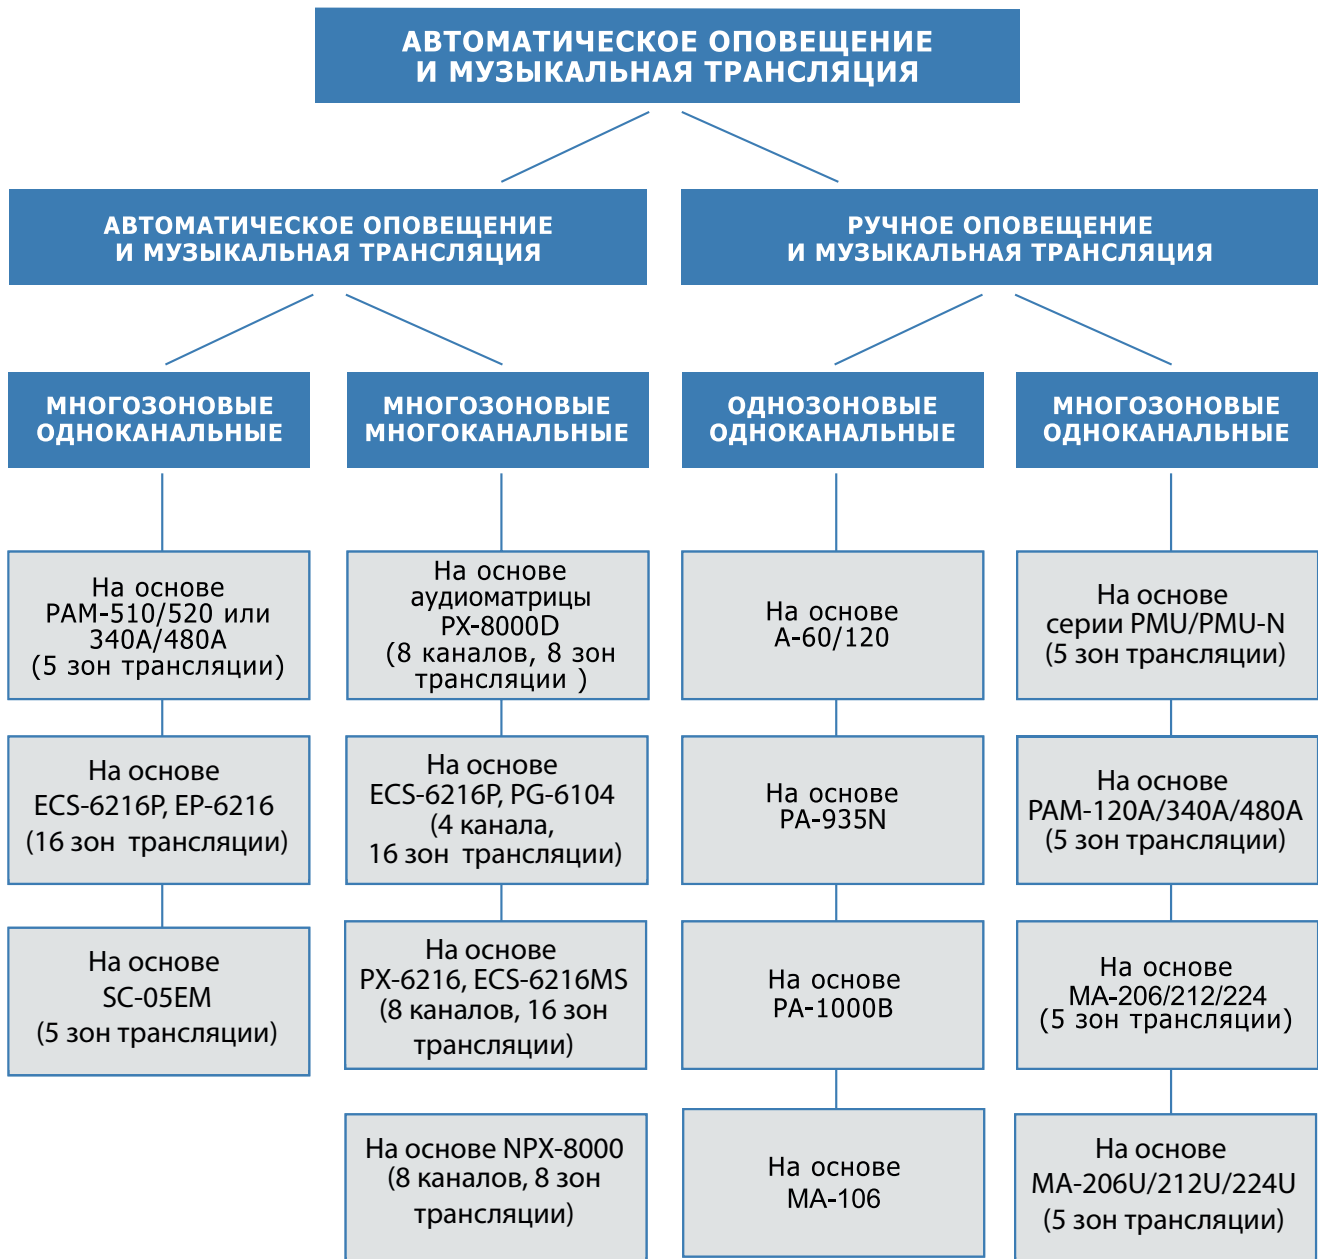 АВТОМАТИЧЕСКОЕ ОПОВЕЩЕНИЕ
И МУЗЫКАЛЬНАЯ ТРАНСЛЯЦИЯ
АВТОМАТИЧЕСКОЕ ОПОВЕЩЕНИЕ
И МУЗЫКАЛЬНАЯ ТРАНСЛЯЦИЯ
РУЧНОЕ ОПОВЕЩЕНИЕ
И МУЗЫКАЛЬНАЯ ТРАНСЛЯЦИЯ
МНОГОЗОНОВЫЕ
ОДНОКАНАЛЬНЫЕ
МНОГОЗОНОВЫЕ
МНОГОКАНАЛЬНЫЕ
ОДНОЗОНОВЫЕ
ОДНОКАНАЛЬНЫЕ
МНОГОЗОНОВЫЕ
ОДНОКАНАЛЬНЫЕ
На основе
PAM-510/520 или
340A/480A
(5 зон трансляции)
На основе
аудиоматрицы
PX-8000D
(8 каналов, 8 зон
трансляции )
На основе
A-60/120
На основе
серии PMU/PMU-N
(5 зон трансляции)
На основе
ECS-6216P, EP-6216
(16 зон трансляции)
На основе
ECS-6216P, PG-6104
(4 канала,
16 зон трансляции)
На основе
PA-935N
На основе
PAM-120A/340A/480A
(5 зон трансляции)
На основе
SC-05EM
(5 зон трансляции)
На основе
PX-6216, ECS-6216MS
(8 каналов, 16 зон
трансляции)
На основе
PA-1000B
На основе
MA-206/212/224
(5 зон трансляции)
На основе NPX-8000
(8 каналов, 8 зон
трансляции)
На основе
MA-106
На основе
MA-206U/212U/224U
(5 зон трансляции)